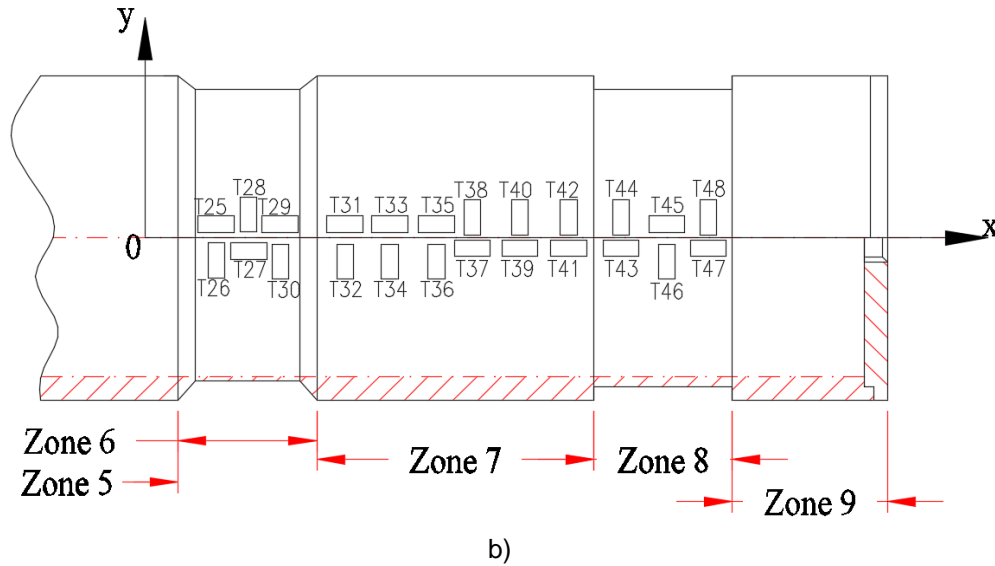 y
T28 T38 T40 T42 T44 T48
T25 T29 T31 T33 T35 T45
0 x
T27 T37 T39 T41 T43 T47
T26 T30 T32 T34 T36 T46
Zone 6 Zone 7 Zone 8
Zone 5
Zone 9
b)